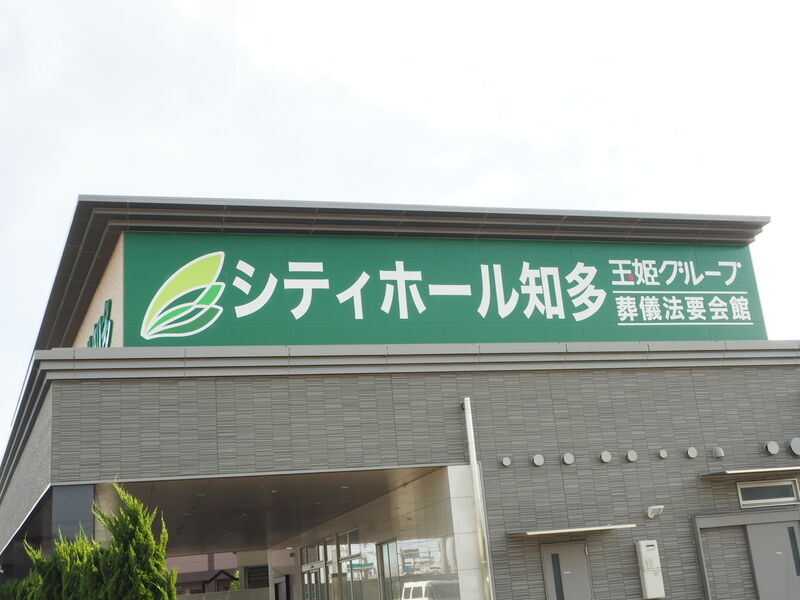 シティホール知多
玉姫グループ
葬儀法要会館